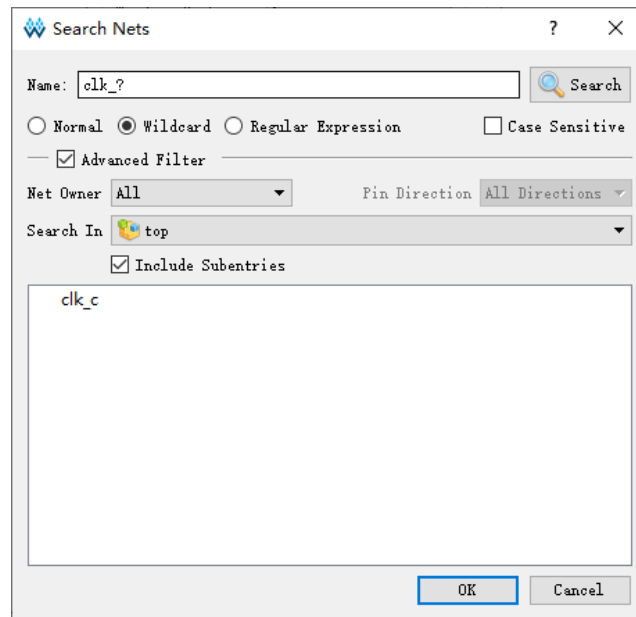 Search Nets ?
Name: clk_? Search
Normal Wildcard Regular Expression Case Sensitive
Advanced Filter
Net Owner All Pin Direction All Directions
Search In top
Include Subentries
clk_c
OK Cancel